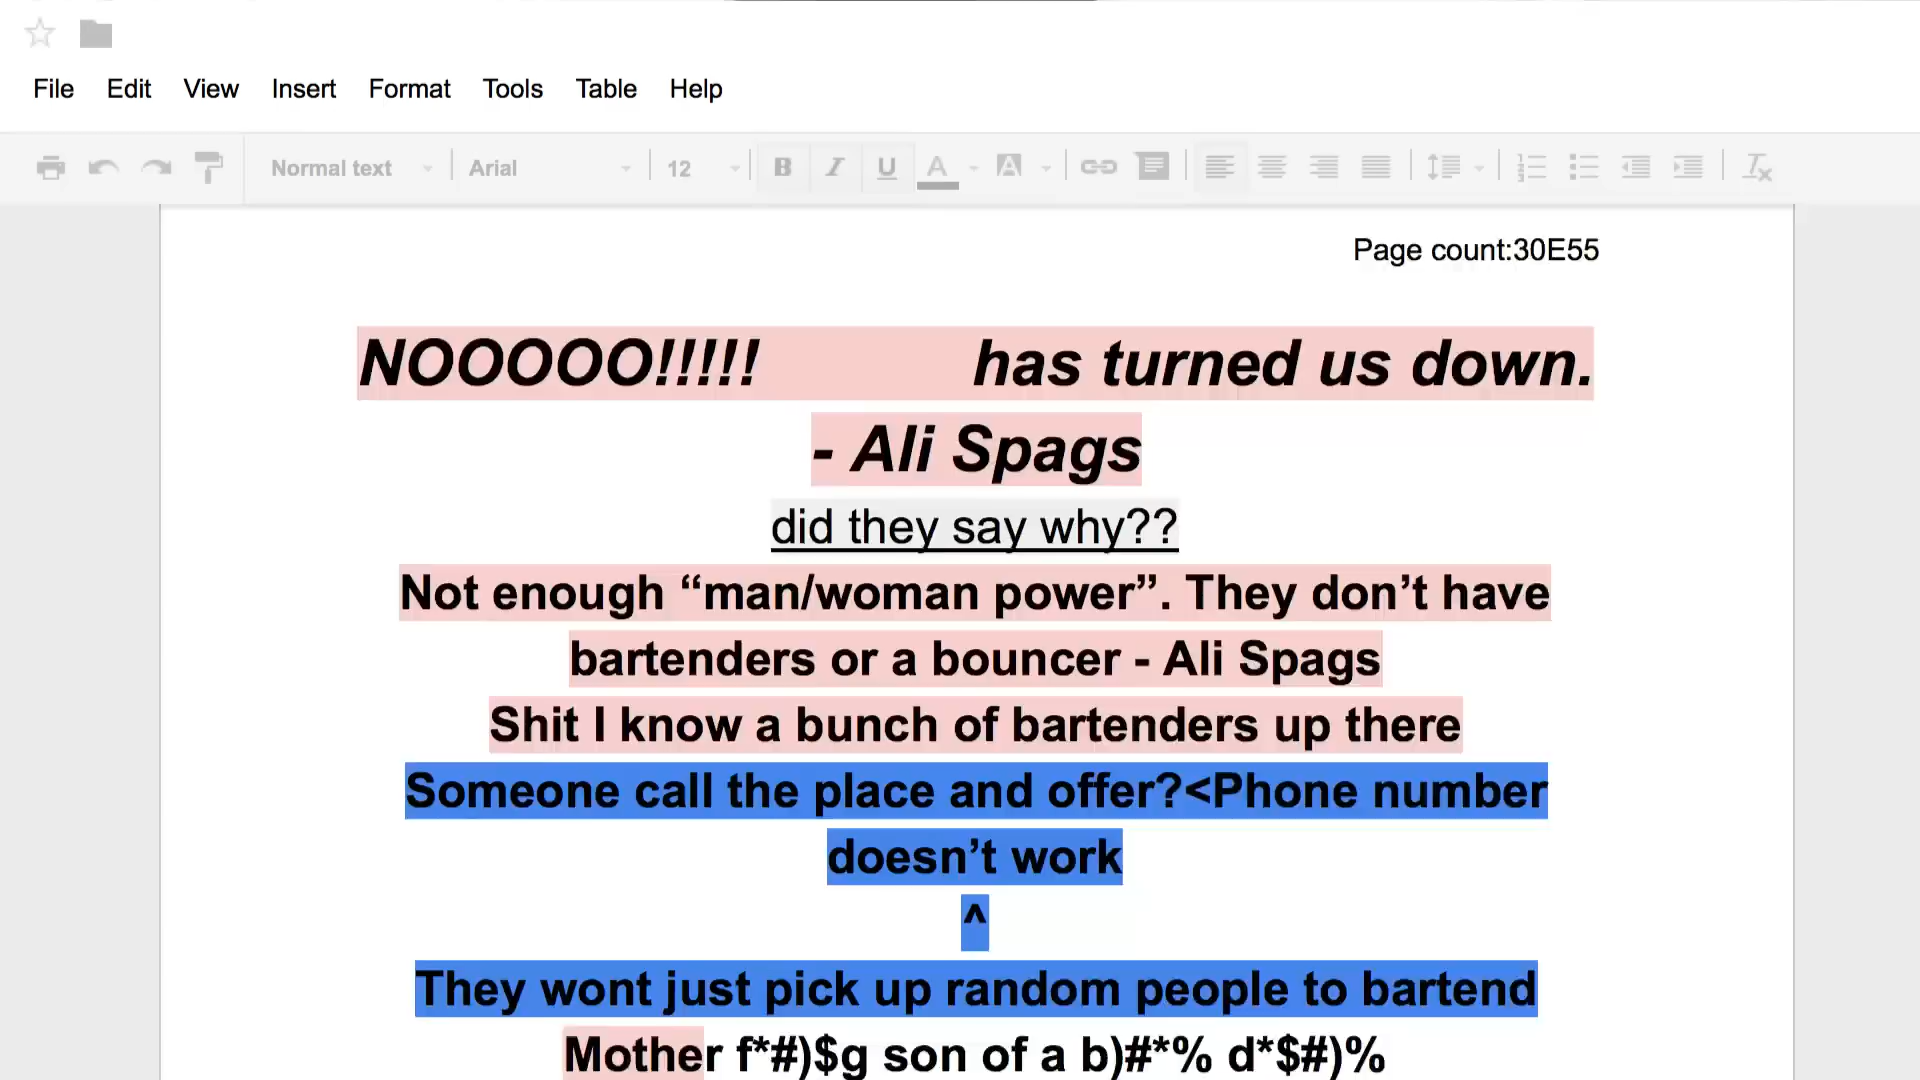 File Edit View Insert Format Tools Table Help
Normal text Arial 12 B I U A A
Page count:30E55
NOOOOO!!!!! has turned us down.
- Ali Spags
did they say why??
Not enough “man/woman power”. They don’t have
bartenders or a bouncer - Ali Spags
Shit I know a bunch of bartenders up there
Someone call the place and offer?<Phone number
doesn’t work
^
They wont just pick up random people to bartend
Mother f*#)$g son of a b)#*% d*$#)%